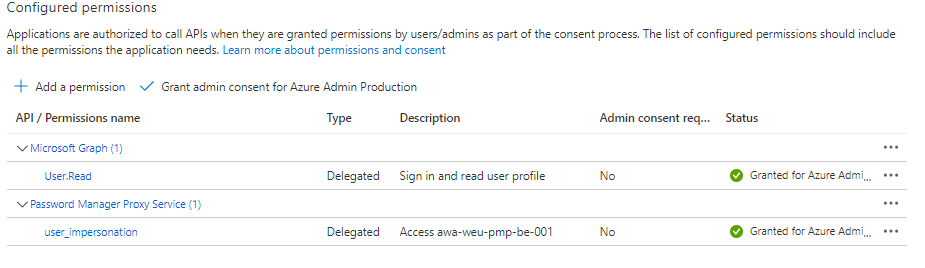 Configured permissions
Applications are authorized to call APIs when they are granted permissions by users/admins as part of the consent process. The list of configured permissions should include
all the permissions the application needs. Learn more about permissions and consent
Add a permission Grant admin consent for Azure Admin Production
API / Permissions name Type Description Admin consent req... Status
Microsoft Graph (1)
User.Read Delegated Sign in and read user profile No Granted for Azure Admi...
Password Manager Proxy Service (1)
user_impersonation Delegated Access awa-weu-pmp-be-001 No Granted for Azure Admi...